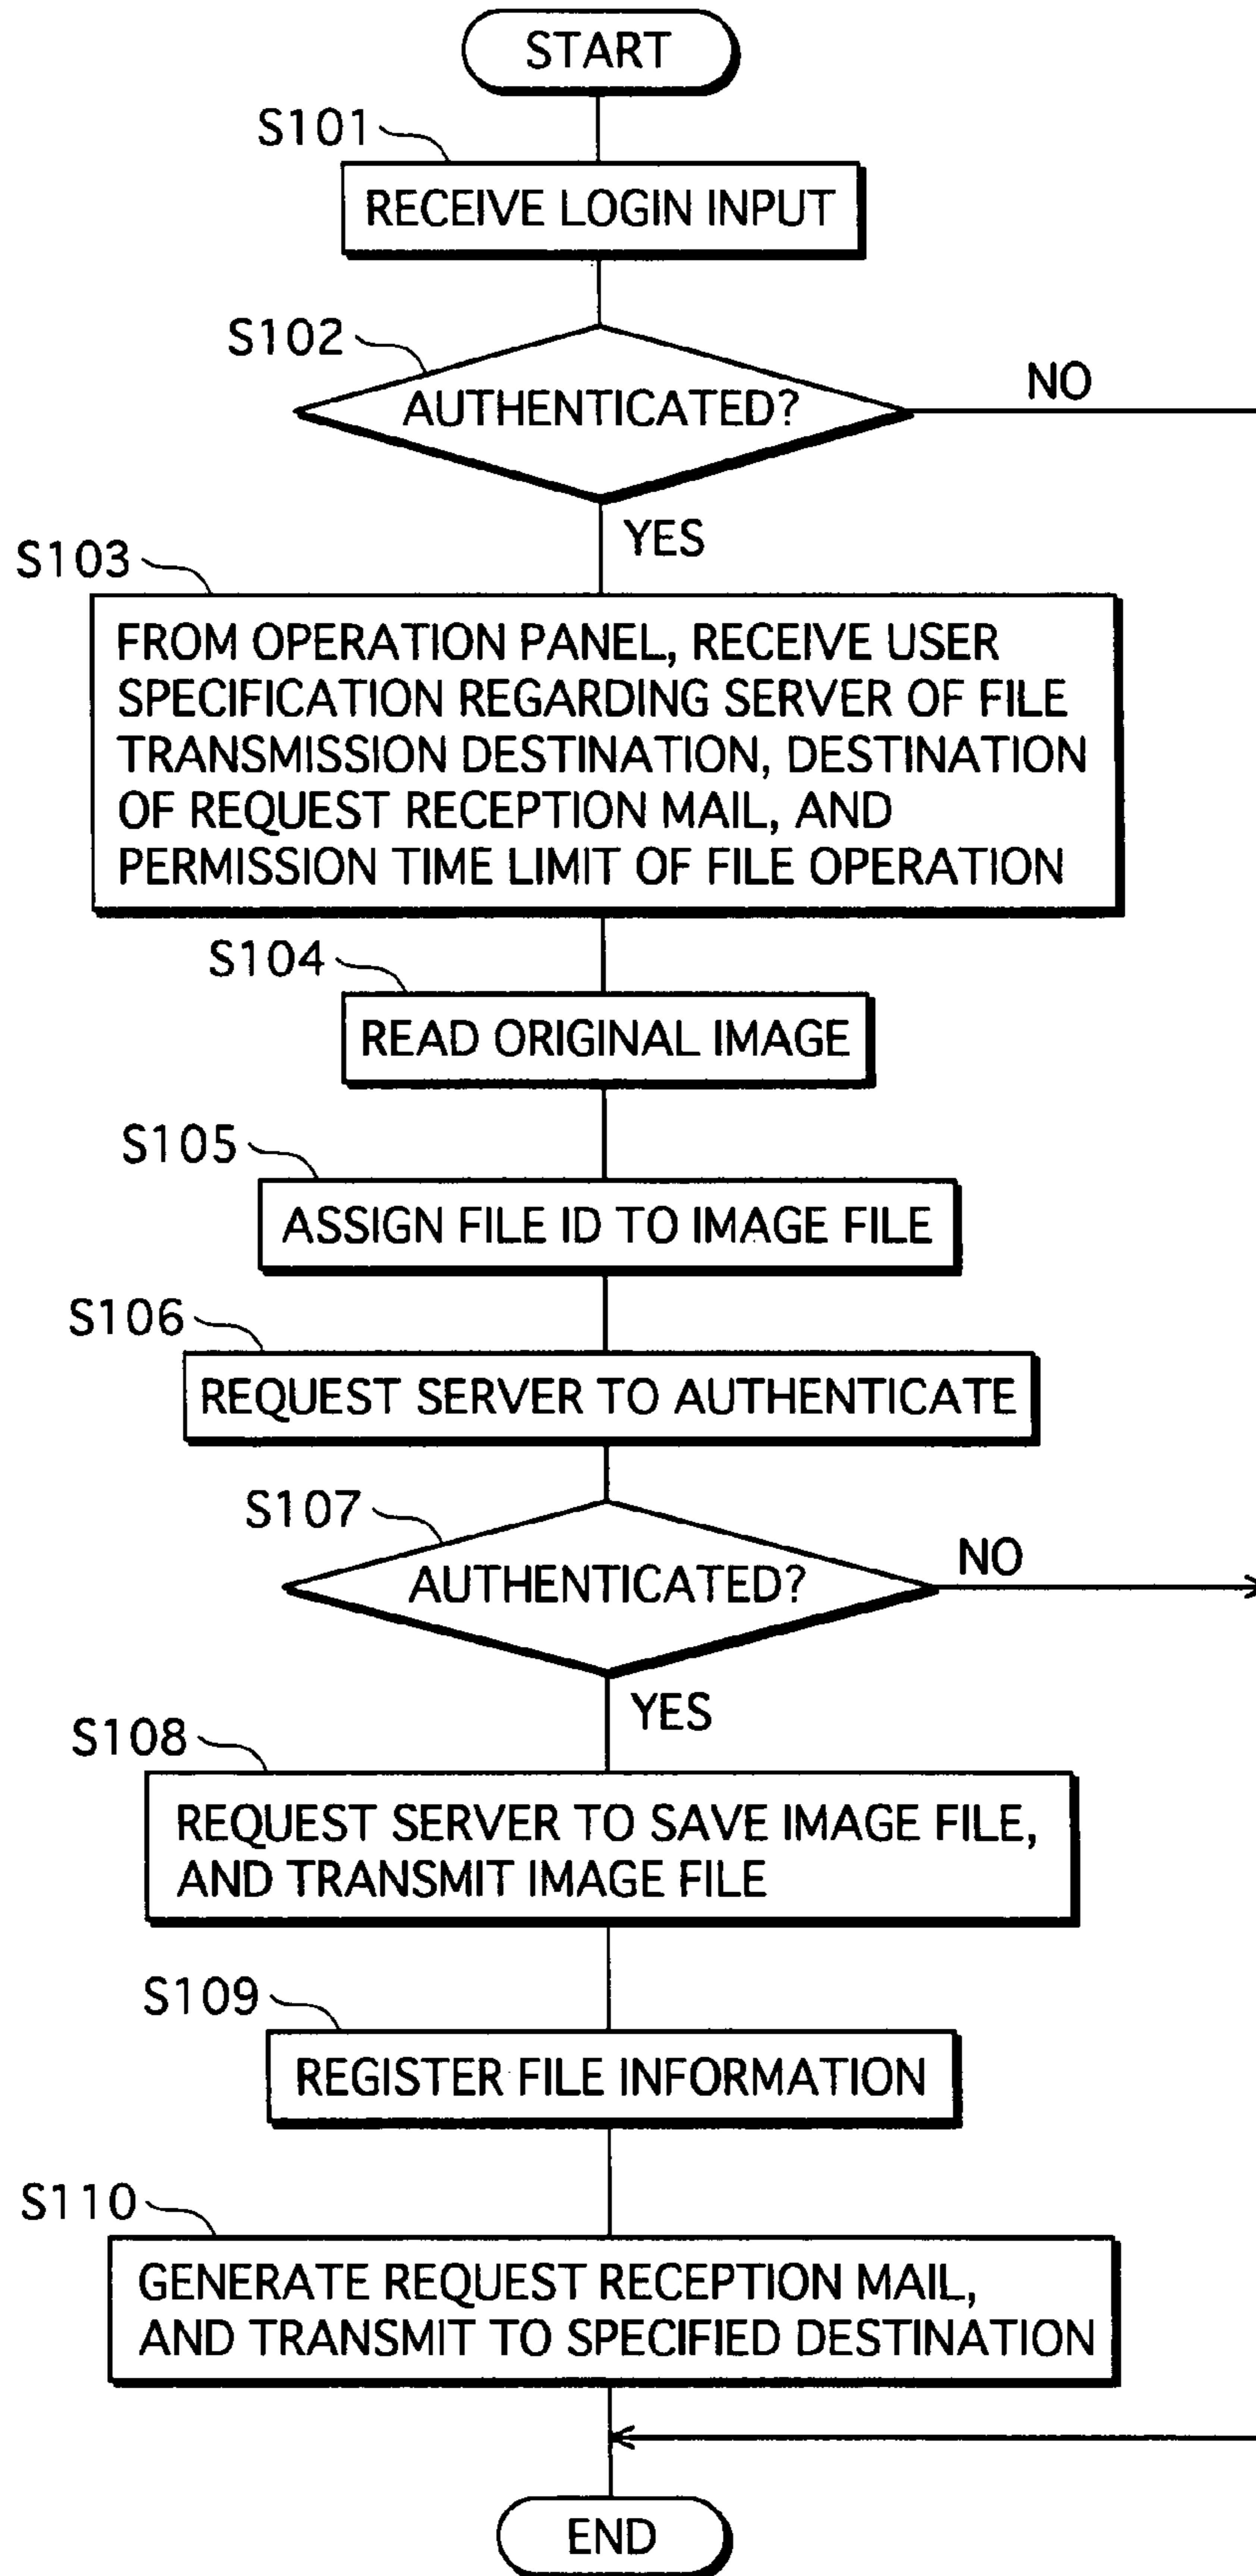 START
S101
RECEIVE LOGIN INPUT
S102
AUTHENTICATED?
NO
YES
S103
FROM OPERATION PANEL, RECEIVE USER
SPECIFICATION REGARDING SERVER OF FILE
TRANSMISSION DESTINATION, DESTINATION
OF REQUEST RECEPTION MAIL, AND
PERMISSION TIME LIMIT OF FILE OPERATION
S104
READ ORIGINAL IMAGE
S105
ASSIGN FILE ID TO IMAGE FILE
S106
REQUEST SERVER TO AUTHENTICATE
S107
AUTHENTICATED?
NO
YES
S108
REQUEST SERVER TO SAVE IMAGE FILE,
AND TRANSMIT IMAGE FILE
S109
REGISTER FILE INFORMATION
S110
GENERATE REQUEST RECEPTION MAIL,
AND TRANSMIT TO SPECIFIED DESTINATION
END